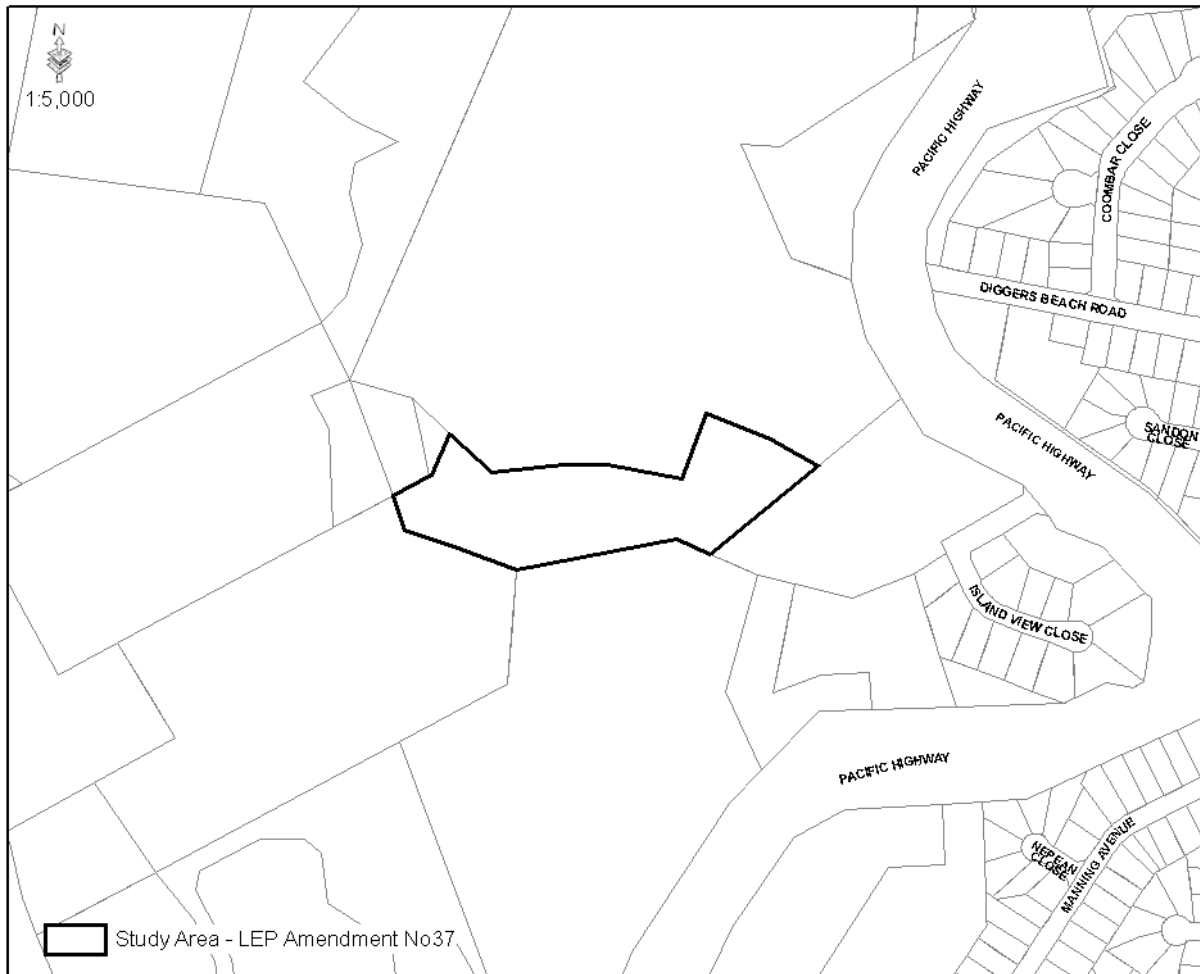 N
1:5,000
PACIFIC HIGHWAY
COOMBAR CLOSE
DIGGERS BEACH ROAD
PACIFIC HIGHWAY
SANDON
CLOSE
ISLAND VIEW CLOSE
PACIFIC HIGHWAY
NEPEAN
CLOSE
MANNING AVENUE
Study Area - LEP Amendment No37